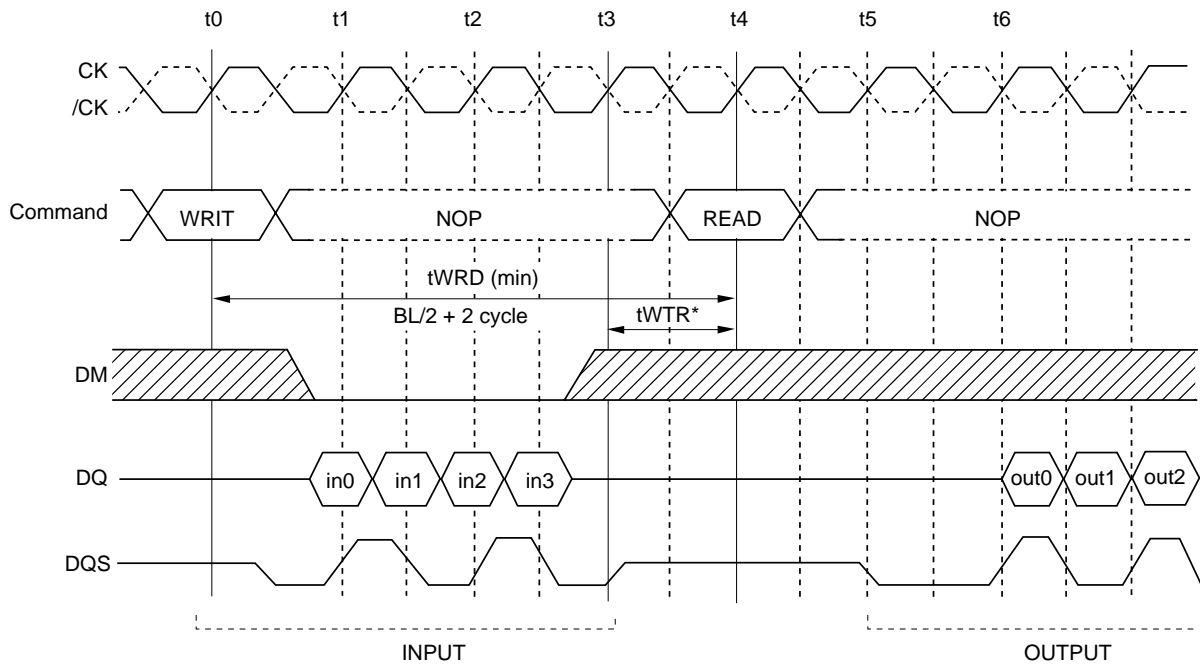 t0 t1 t2 t3 t4 t5 t6
CK
/CK
Command WRIT NOP READ NOP
tWRD (min)
BL/2 + 2 cycle
tWTR*
DM
DQ in0 in1 in2 in3 out0 out1 out2
DQS
INPUT OUTPUT